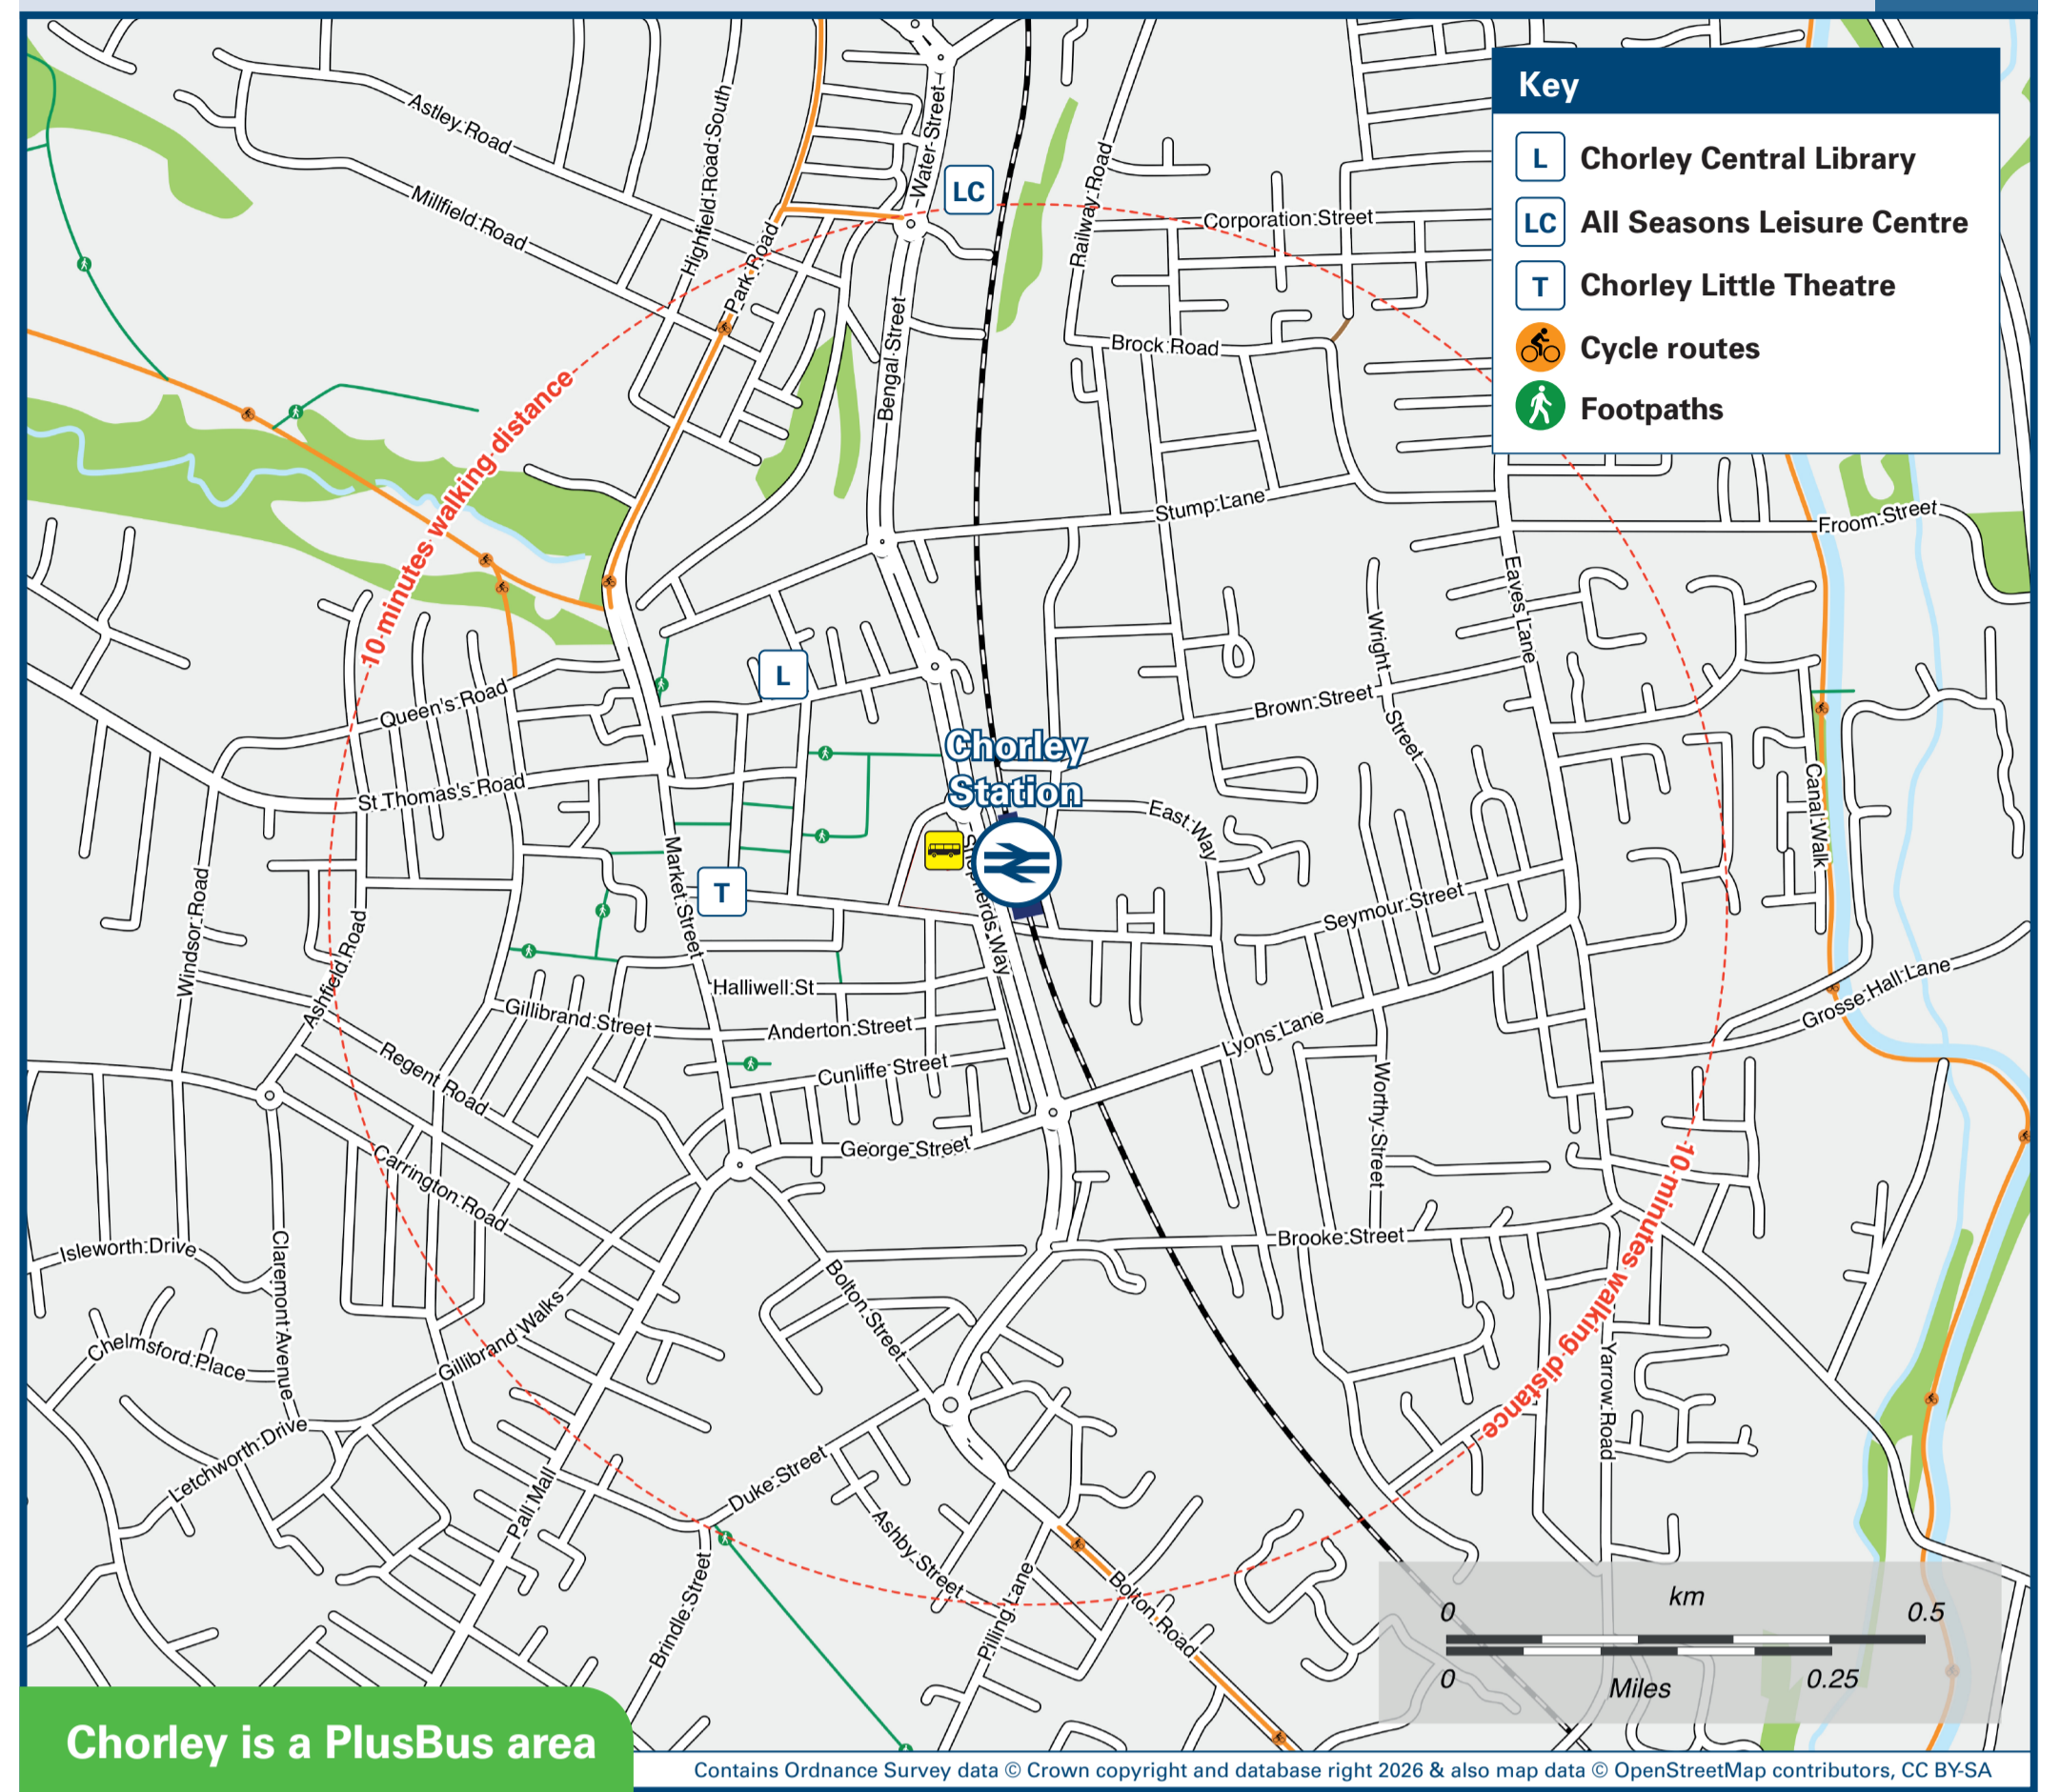 Key
L Chorley Central Library
LC All Seasons Leisure Centre
T Chorley Little Theatre
Cycle routes
Footpaths
Astley Road
Millfield Road
Highfield Road South
Park Road
Water Street
LC
Railway Road
Corporation Street
Bengal Street
Brock Road
10 minutes walking distance
Stump Lane
Froom Street
Eaves Lane
Wright Street
Queen's Road
L
Brown Street
Chorley
Station
St Thomas's Road
East Way
Canal Walk
Market Street
T
Shepherds Way
Seymour Street
Windsor Road
Ashfield Road
Halliwell St
Gillibrand Street
Anderton Street
Grosse Hall Lane
Lyons Lane
Regent Road
Cunliffe Street
Worthy Street
George Street
Carrington Road
10 minutes walking distance
Isleworth Drive
Claremont Avenue
Brooke Street
Bolton Street
Gillibrand Walks
Chelmsford Place
Yarrow Road
Letchworth Drive
Duke Street
Pall Mall
Ashby Street
Brindle Street
Pilling Lane
Bolton Road
km
0 0.5
0 0.25
Miles
Chorley is a PlusBus area
Contains Ordnance Survey data © Crown copyright and database right 2026 & also map data © OpenStreetMap contributors, CC BY-SA